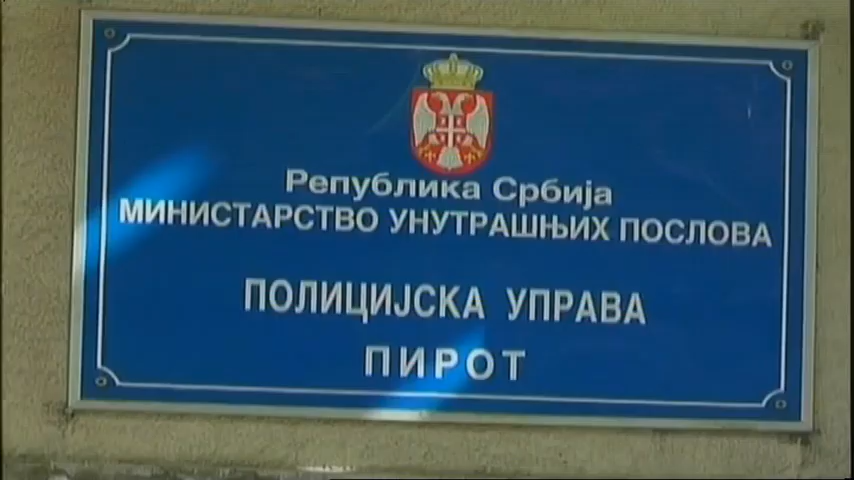 Република Србија
МИНИСТАРСТВО УНУТРАШЊИХ ПОСЛОВА
ПОЛИЦИЈСКА УПРАВА
ПИРОТ